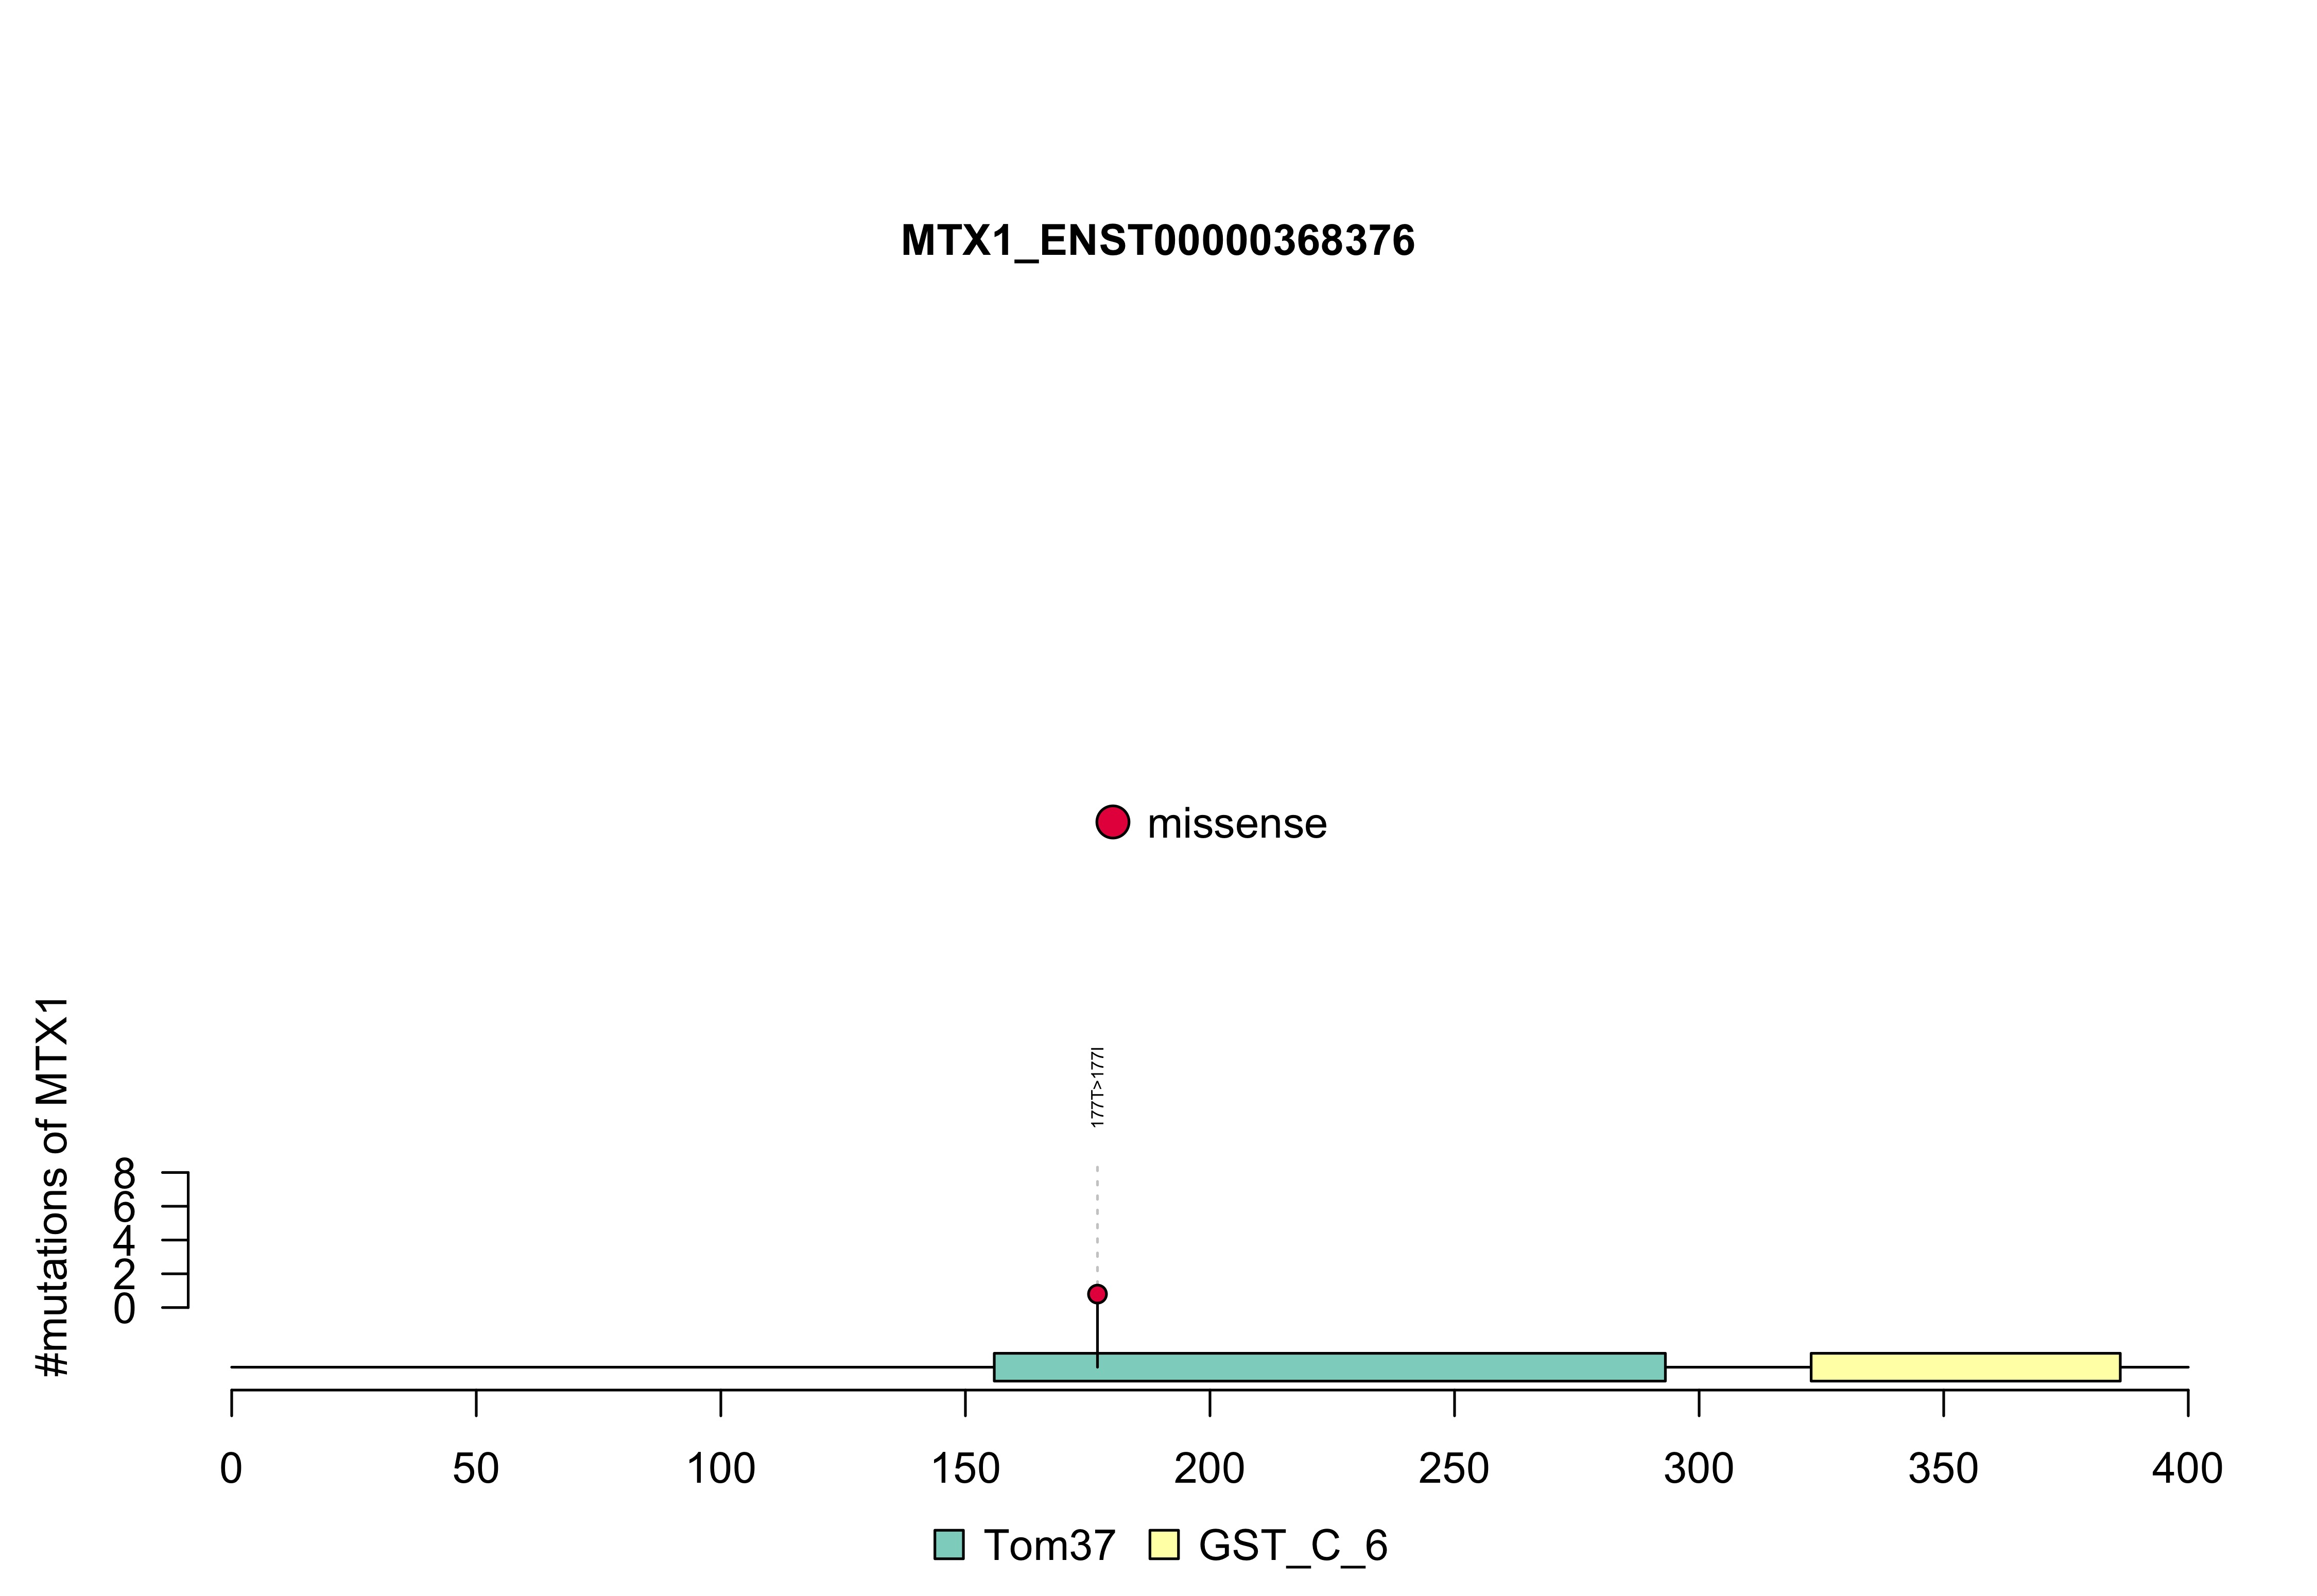 MTX1_ENST00000368376
missense
#mutations of MTX1
177T>177I
8
6
4
2
0
0 50 100 150 200 250 300 350 400
Tom37 GST_C_6